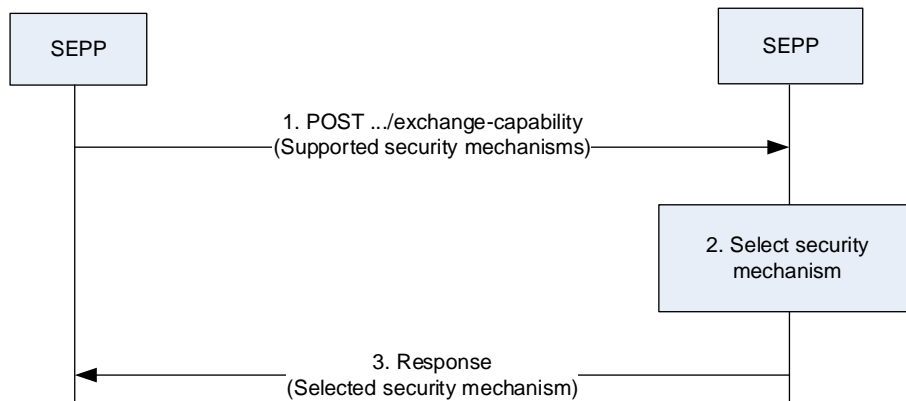 SEPP
SEPP
1. POST .../exchange-capability
(Supported security mechanisms)
2. Select security
mechanism
3. Response
(Selected security mechanism)